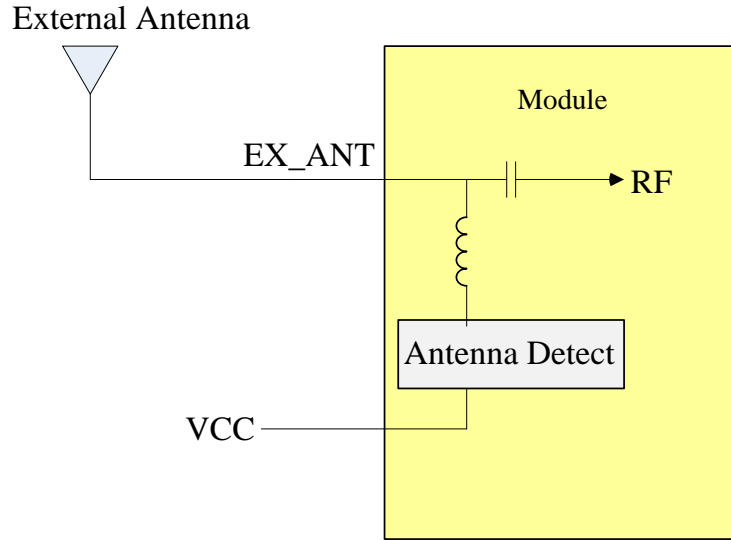 External Antenna
Module
EX_ANT
RF
Antenna Detect
VCC